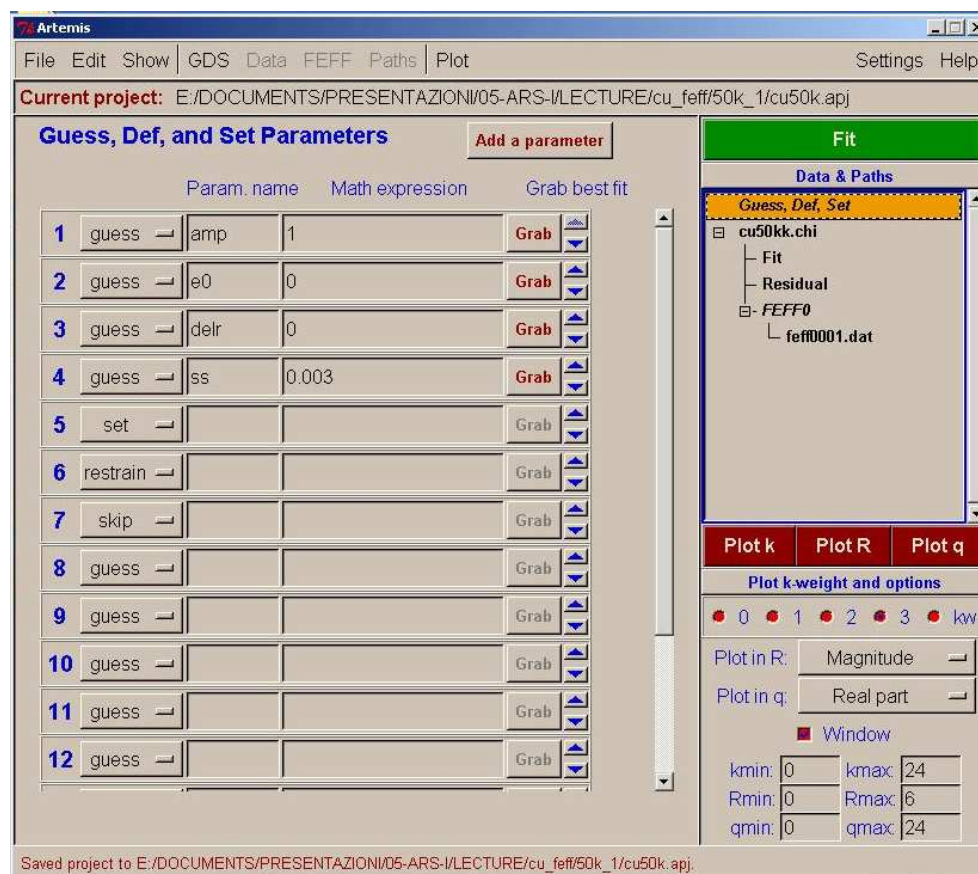 Artemis
File Edit Show GDS Data FEFF Paths Plot Settings Help
Current project: E:/DOCUMENTS/PRESENTAZIONI/05-ARS-I/LECTURE/cu_feff/50k_1/cu50k.apj
Guess, Def, and Set Parameters
Add a parameter
Param. name Math expression Grab best fit
1 guess amp 1 Grab
2 guess e0 0 Grab
3 guess delr 0 Grab
4 guess ss 0.003 Grab
5 set Grab
6 restrain Grab
7 skip Grab
8 guess Grab
9 guess Grab
10 guess Grab
11 guess Grab
12 guess Grab
Fit
Data & Paths
Guess, Def, Set
cu50kk.chi
Fit
Residual
FEFF0
feff0001.dat
Plot k Plot R Plot q
Plot k-weight and options
0 1 2 3 kw
Plot in R: Magnitude
Plot in q: Real part
Window
kmin: 0 kmax: 24
Rmin: 0 Rmax: 6
qmin: 0 qmax: 24
Saved project to E:/DOCUMENTS/PRESENTAZIONI/05-ARS-I/LECTURE/cu_feff/50k_1/cu50k.apj.